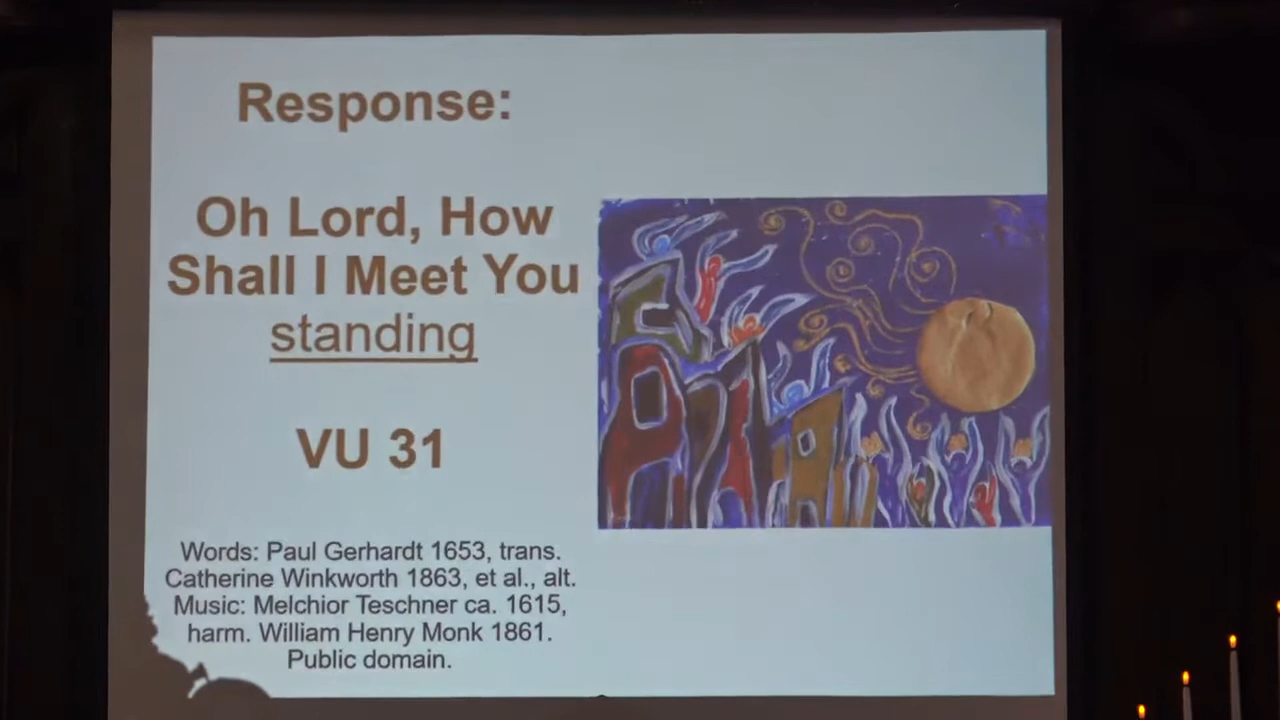 Response:
Oh Lord, How
Shall I Meet You
standing
VU 31
Words: Paul Gerhardt 1653, trans.
Catherine Winkworth 1863, et al., alt.
Music: Melchior Teschner ca. 1615,
harm. William Henry Monk 1861.
Public domain.